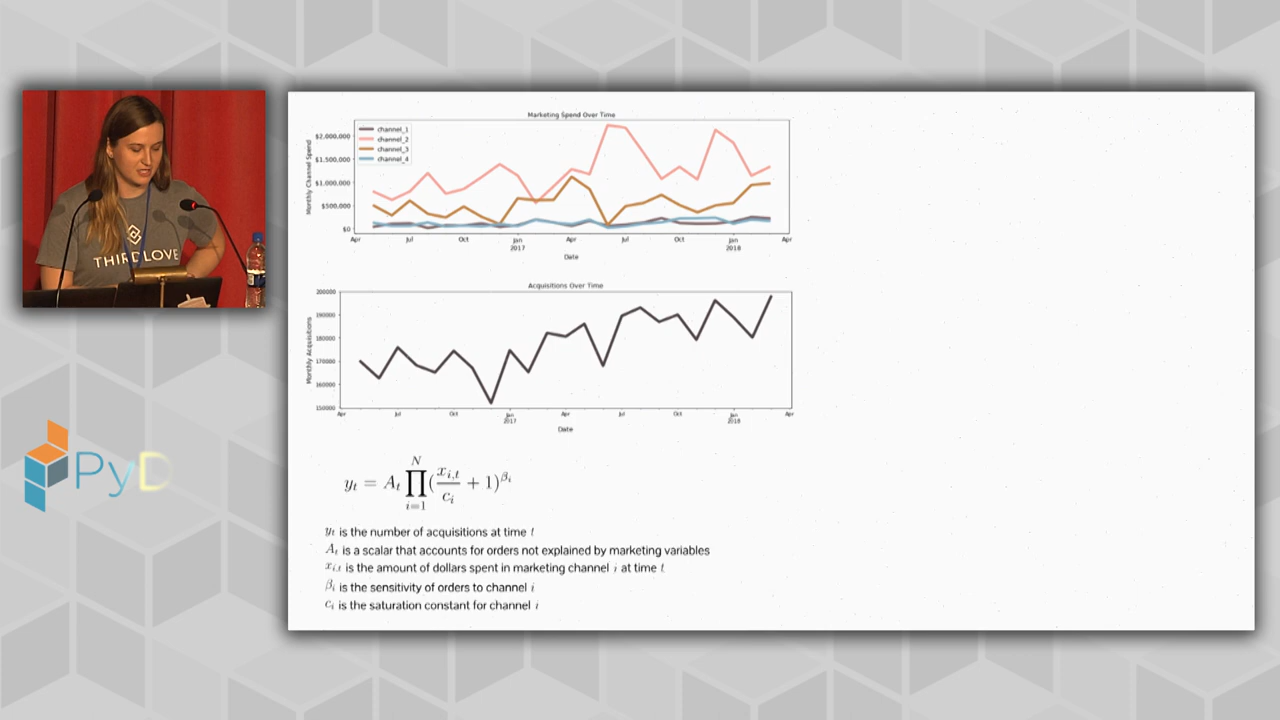 THIRDLOVE
PyD
Marketing Spend Over Time
channel_1
channel_2
channel_3
channel_4
Monthly Channel Spend
$2,000,000
$1,500,000
$1,000,000
$500,000
$0
Apr Jul Oct Jan Apr Jul Oct Jan Apr
2017 2018
Date
Acquisitions Over Time
Monthly Acquisitions
200000
190000
180000
170000
160000
150000
Apr Jul Oct Jan Apr Jul Oct Jan Apr
2017 2018
Date
y_t = A_t ∏_{i=1}^{N} (x_{i,t}/c_i + 1)^{β_i}
y_t is the number of acquisitions at time t
A_t is a scalar that accounts for orders not explained by marketing variables
x_{i,t} is the amount of dollars spent in marketing channel i at time t
β_i is the sensitivity of orders to channel i
c_i is the saturation constant for channel i